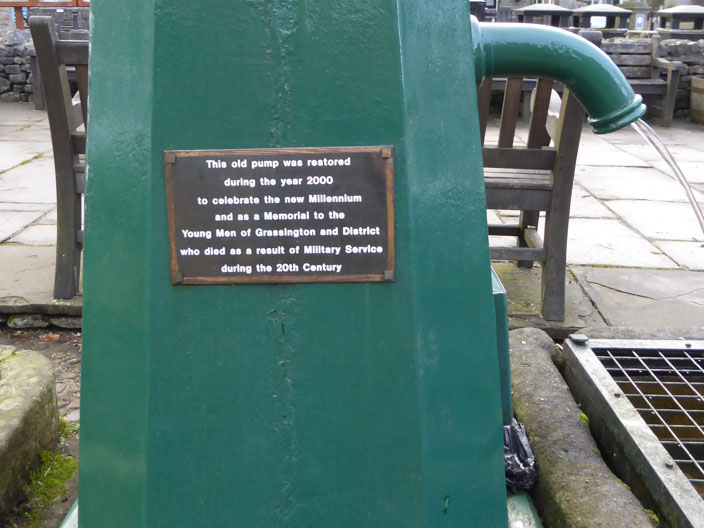 This old pump was restored
during the year 2000
to celebrate the new Millennium
and as a Memorial to the
Young Men of Grassington and District
who died as a result of Military Service
during the 20th Century